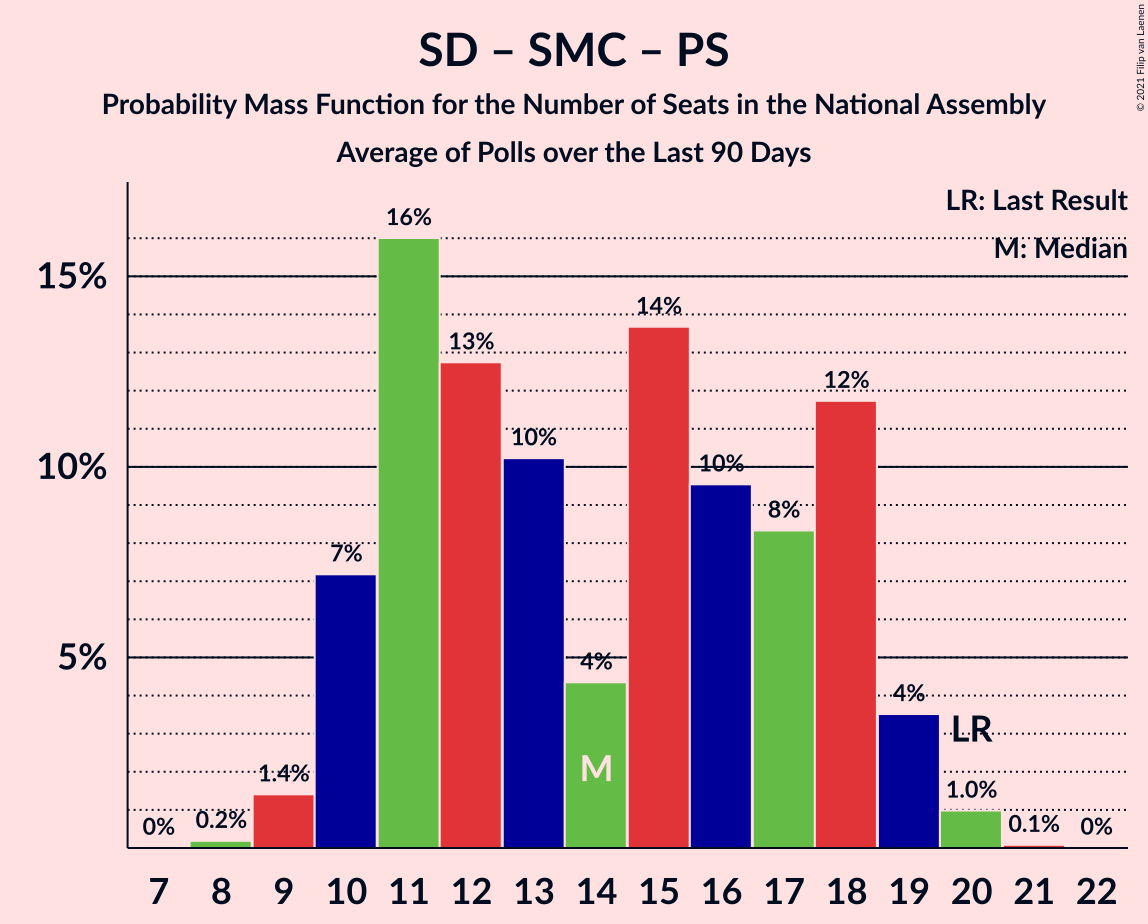 SD – SMC – PS
Probability Mass Function for the Number of Seats in the National Assembly
Average of Polls over the Last 90 Days
© 2021 Filip van Laenen
LR: Last Result
M: Median
15%
10%
5%
0%
0.2%
1.4%
7%
16%
13%
10%
4%
14%
10%
8%
12%
4%
1.0%
0.1%
0%
M
LR
7 8 9 10 11 12 13 14 15 16 17 18 19 20 21 22